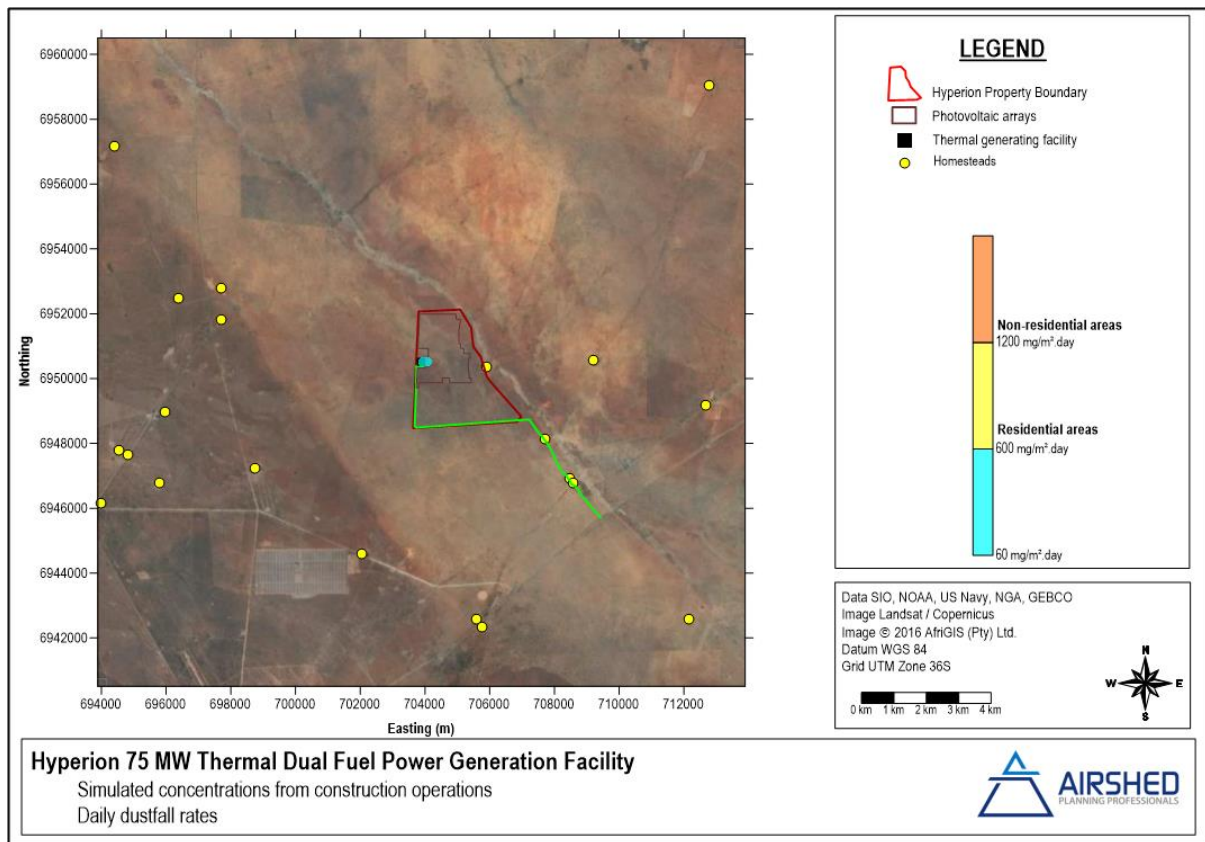 6960000
6958000
6956000
6954000
6952000
6950000
6948000
6946000
6944000
6942000
Northing
694000 696000 698000 700000 702000 704000 706000 708000 710000 712000
Easting (m)
LEGEND
Hyperion Property Boundary
Photovoltaic arrays
Thermal generating facility
Homesteads
Non-residential areas
1200 mg/m².day
Residential areas
600 mg/m².day
60 mg/m².day
Data SIO, NOAA, US Navy, NGA, GEBCO
Image Landsat / Copernicus
Image © 2016 AfriGIS (Pty) Ltd.
Datum WGS 84
Grid UTM Zone 36S
N
W E
S
0 km 1 km 2 km 3 km 4 km
Hyperion 75 MW Thermal Dual Fuel Power Generation Facility
Simulated concentrations from construction operations
Daily dustfall rates
AIRSHED
PLANNING PROFESSIONALS